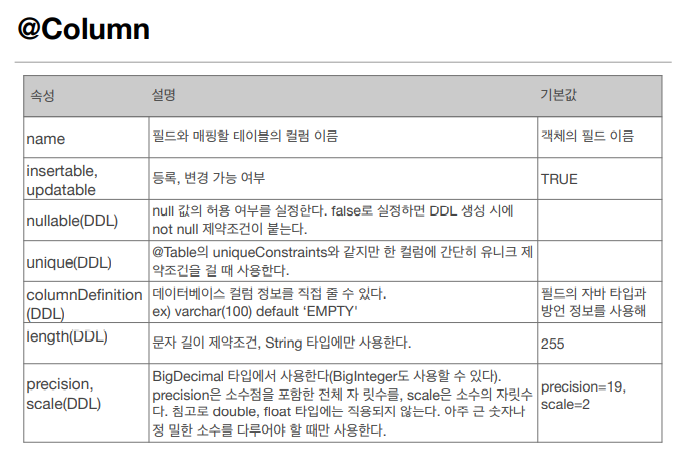 @Column
속성 설명 기본값
name 필드와 매핑할 테이블의 컬럼 이름 객체의 필드 이름
insertable,
updatable 등록, 변경 가능 여부 TRUE
nullable(DDL) null 값의 허용 여부를 설정한다. false로 설정하면 DDL 생성 시에
not null 제약조건이 붙는다.
unique(DDL) @Table의 uniqueConstraints와 같지만 한 컬럼에 간단히 유니크 제
약조건을 걸 때 사용한다.
columnDefinition
(DDL) 데이터베이스 컬럼 정보를 직접 줄 수 있다.
ex) varchar(100) default ‘EMPTY'
필드의 자바 타입과
방언 정보를 사용해
length(DDL) 문자 길이 제약조건, String 타입에만 사용한다. 255
precision,
scale(DDL) BigDecimal 타입에서 사용한다(BigInteger도 사용할 수 있다).
precision은 소수점을 포함한 전체 자 릿수를, scale은 소수의 자릿수
다. 참고로 double, float 타입에는 적용되지 않는다. 아주 큰 숫자나
정 밀한 소수를 다루어야 할 때만 사용한다.
precision=19,
scale=2